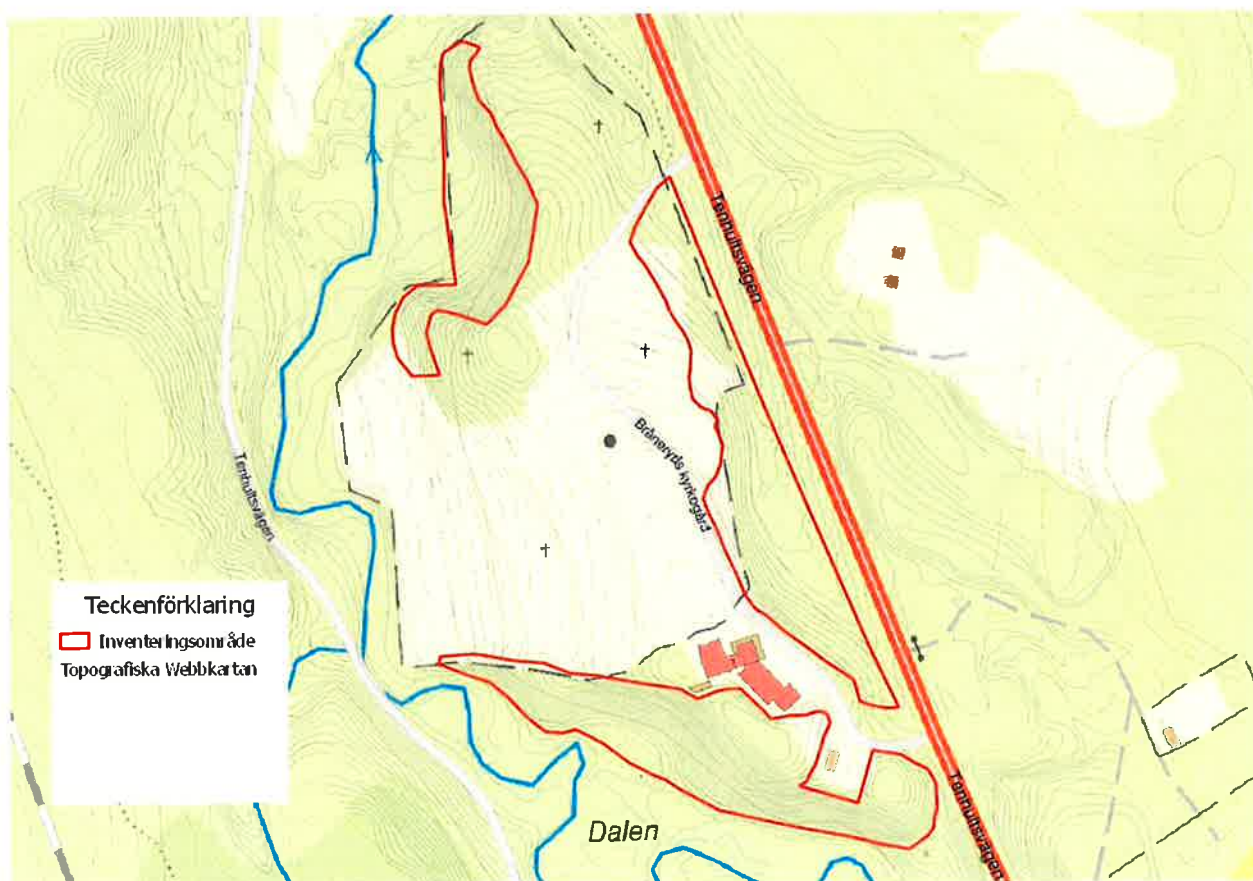 Tenhultsvägen
Tenhultsvägen
Bråneryds kyrkogård
Teckenförklaring
Inventeringsområde
Topografiska Webbkartan
Dalen
Tenhultsvägen